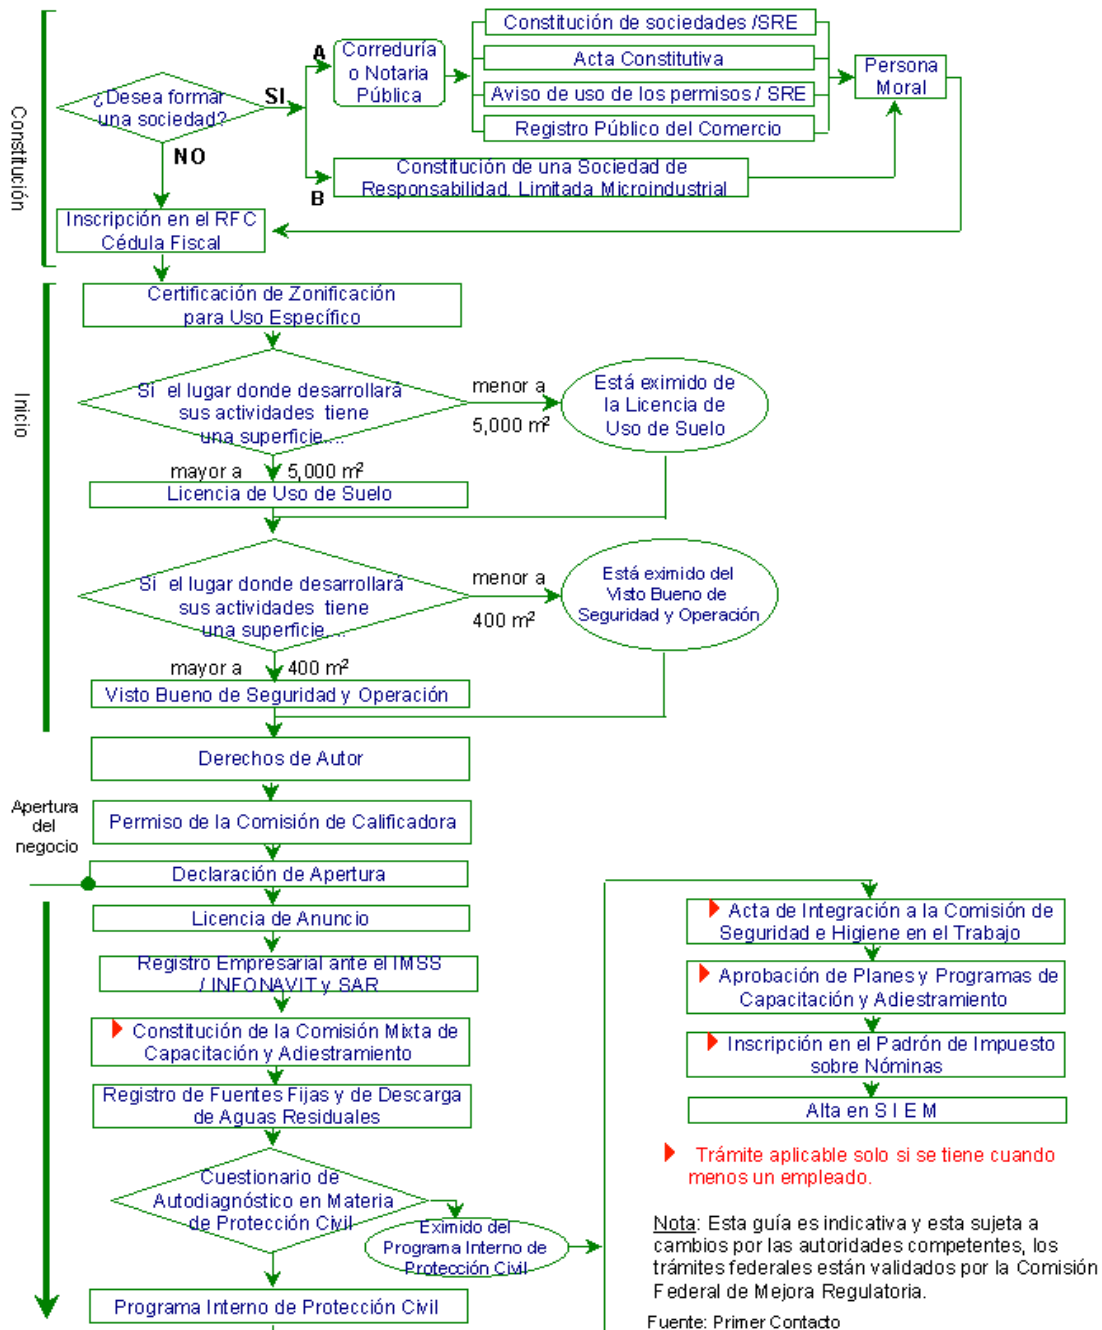 Constitución
¿Desea formar
una sociedad?
SI
NO
A
B
Correduría
o Notaria
Pública
Constitución de sociedades /SRE
Acta Constitutiva
Aviso de uso de los permisos / SRE
Registro Público del Comercio
Persona
Moral
Constitución de una Sociedad de
Responsabilidad. Limitada Microindustrial
Inscripción en el RFC
Cédula Fiscal
Inicio
Certificación de Zonificación
para Uso Específico
Si el lugar donde desarrollará
sus actividades tiene
una superficie....
menor a
5,000 m²
Está eximido de
la Licencia de
Uso de Suelo
mayor a 5,000 m²
Licencia de Uso de Suelo
Si el lugar donde desarrollará
sus actividades tiene
una superficie....
menor a
400 m²
Está eximido del
Visto Bueno de
Seguridad y Operación
mayor a 400 m²
Visto Bueno de Seguridad y Operación
Derechos de Autor
Apertura
del
negocio
Permiso de la Comisión de Calificadora
Declaración de Apertura
Licencia de Anuncio
Registro Empresarial ante el IMSS
/ INFONAVIT y SAR
Constitución de la Comisión Mixta de
Capacitación y Adiestramiento
Registro de Fuentes Fijas y de Descarga
de Aguas Residuales
Cuestionario de
Autodiagnóstico en Materia
de Protección Civil
Eximido del
Programa Interno de
Protección Civil
Programa Interno de Protección Civil
Acta de Integración a la Comisión de
Seguridad e Higiene en el Trabajo
Aprobación de Planes y Programas de
Capacitación y Adiestramiento
Inscripción en el Padrón de Impuesto
sobre Nóminas
Alta en S I E M
Trámite aplicable solo si se tiene cuando
menos un empleado.
Nota: Esta guía es indicativa y esta sujeta a
cambios por las autoridades competentes, los
trámites federales están validados por la Comisión
Federal de Mejora Regulatoria.
Fuente: Primer Contacto